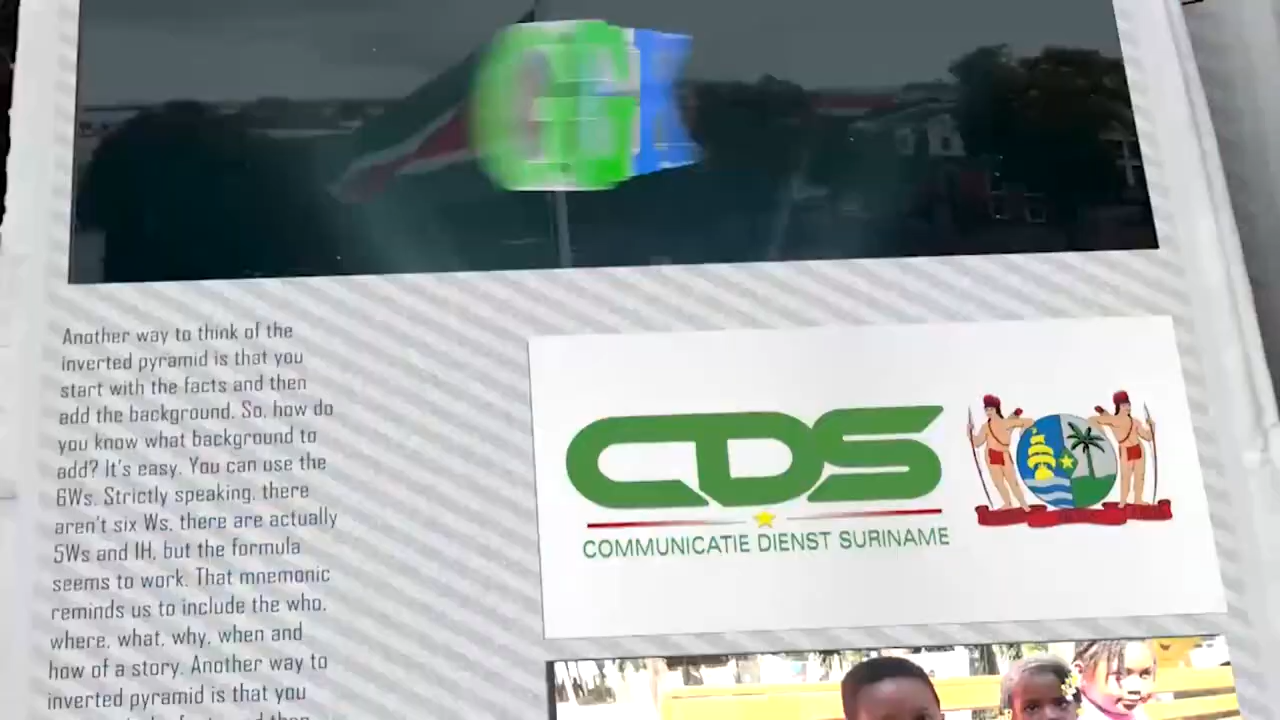 Another way to think of the
inverted pyramid is that you
start with the facts and then
add the background. So, how do
you know what background to
add? It's easy. You can use the
6Ws. Strictly speaking, there
aren't six Ws, there are actually
5Ws and 1H, but the formula
seems to work. That mnemonic
reminds us to include the who,
where, what, why, when and
how of a story. Another way to
inverted pyramid is that you
CDS
COMMUNICATIE DIENST SURINAME